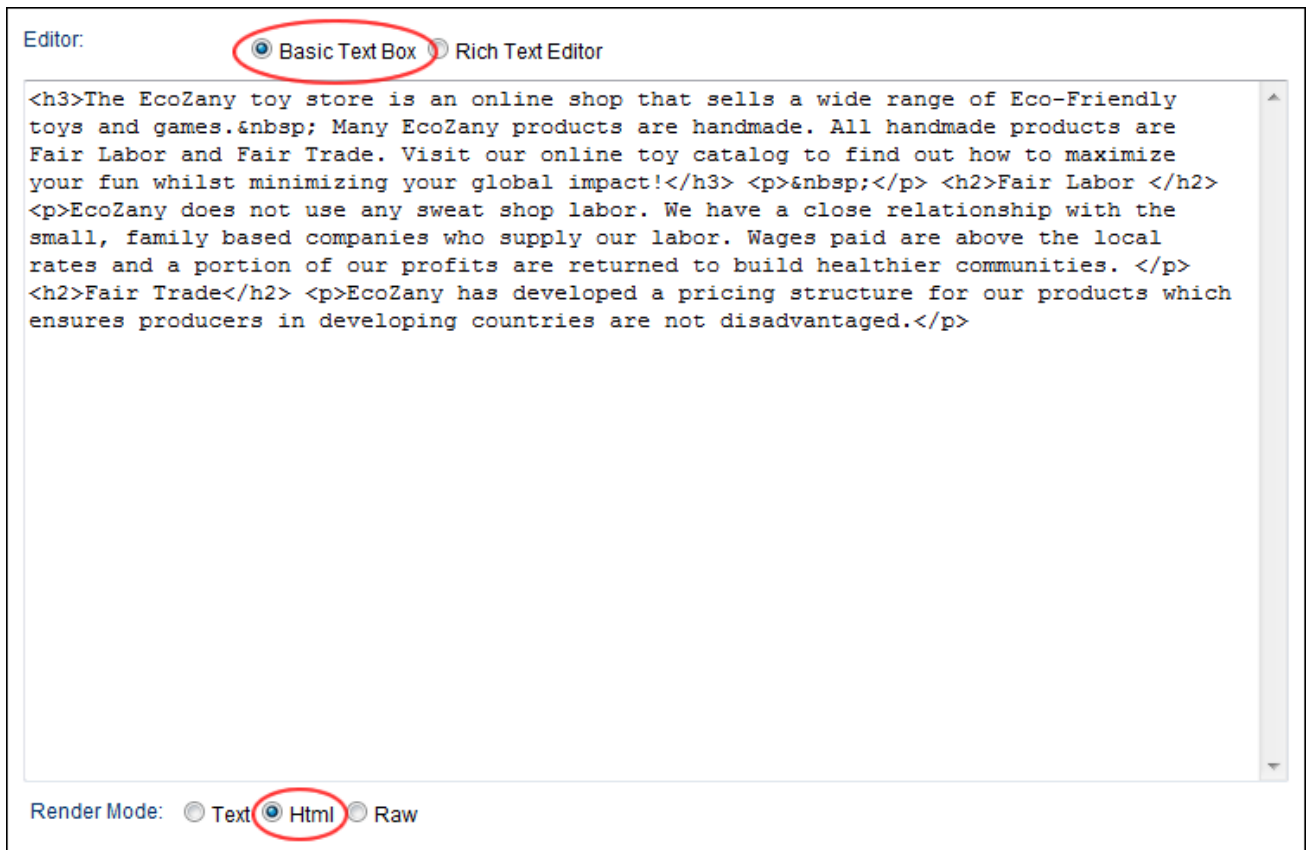 Editor: Basic Text Box Rich Text Editor
<h3>The EcoZany toy store is an online shop that sells a wide range of Eco-Friendly
toys and games.&nbsp; Many EcoZany products are handmade. All handmade products are
Fair Labor and Fair Trade. Visit our online toy catalog to find out how to maximize
your fun whilst minimizing your global impact!</h3> <p>&nbsp;</p> <h2>Fair Labor </h2>
<p>EcoZany does not use any sweat shop labor. We have a close relationship with the
small, family based companies who supply our labor. Wages paid are above the local
rates and a portion of our profits are returned to build healthier communities. </p>
<h2>Fair Trade</h2> <p>EcoZany has developed a pricing structure for our products which
ensures producers in developing countries are not disadvantaged.</p>
Render Mode: Text Html Raw